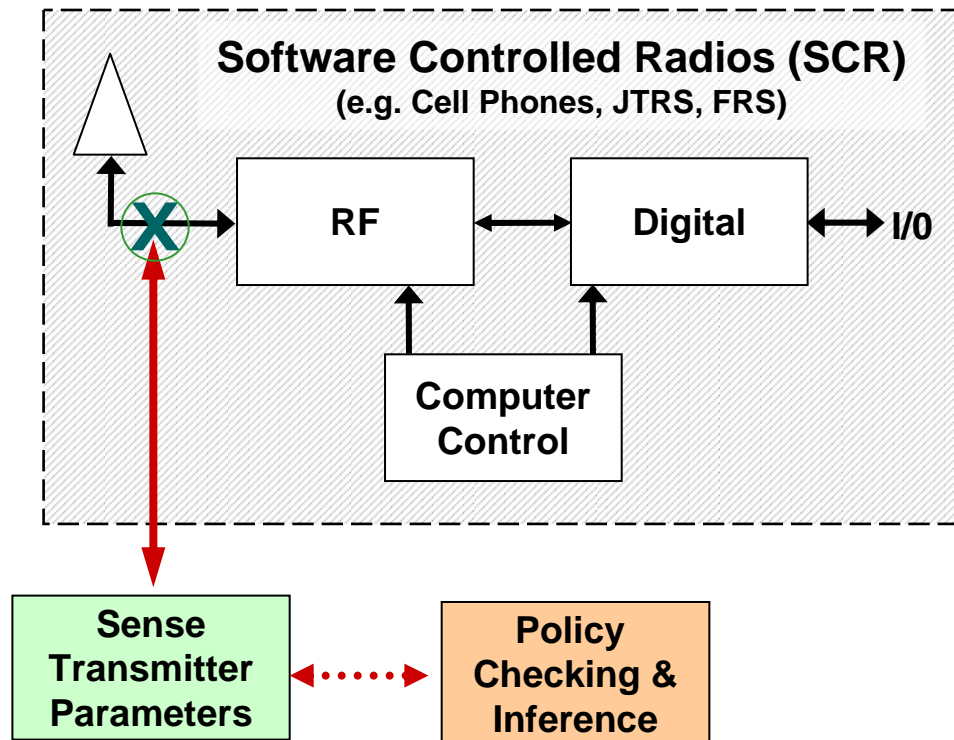 Software Controlled Radios (SCR)
(e.g. Cell Phones, JTRS, FRS)
X
RF
Digital
I/0
Computer
Control
Sense
Transmitter
Parameters
Policy
Checking &
Inference